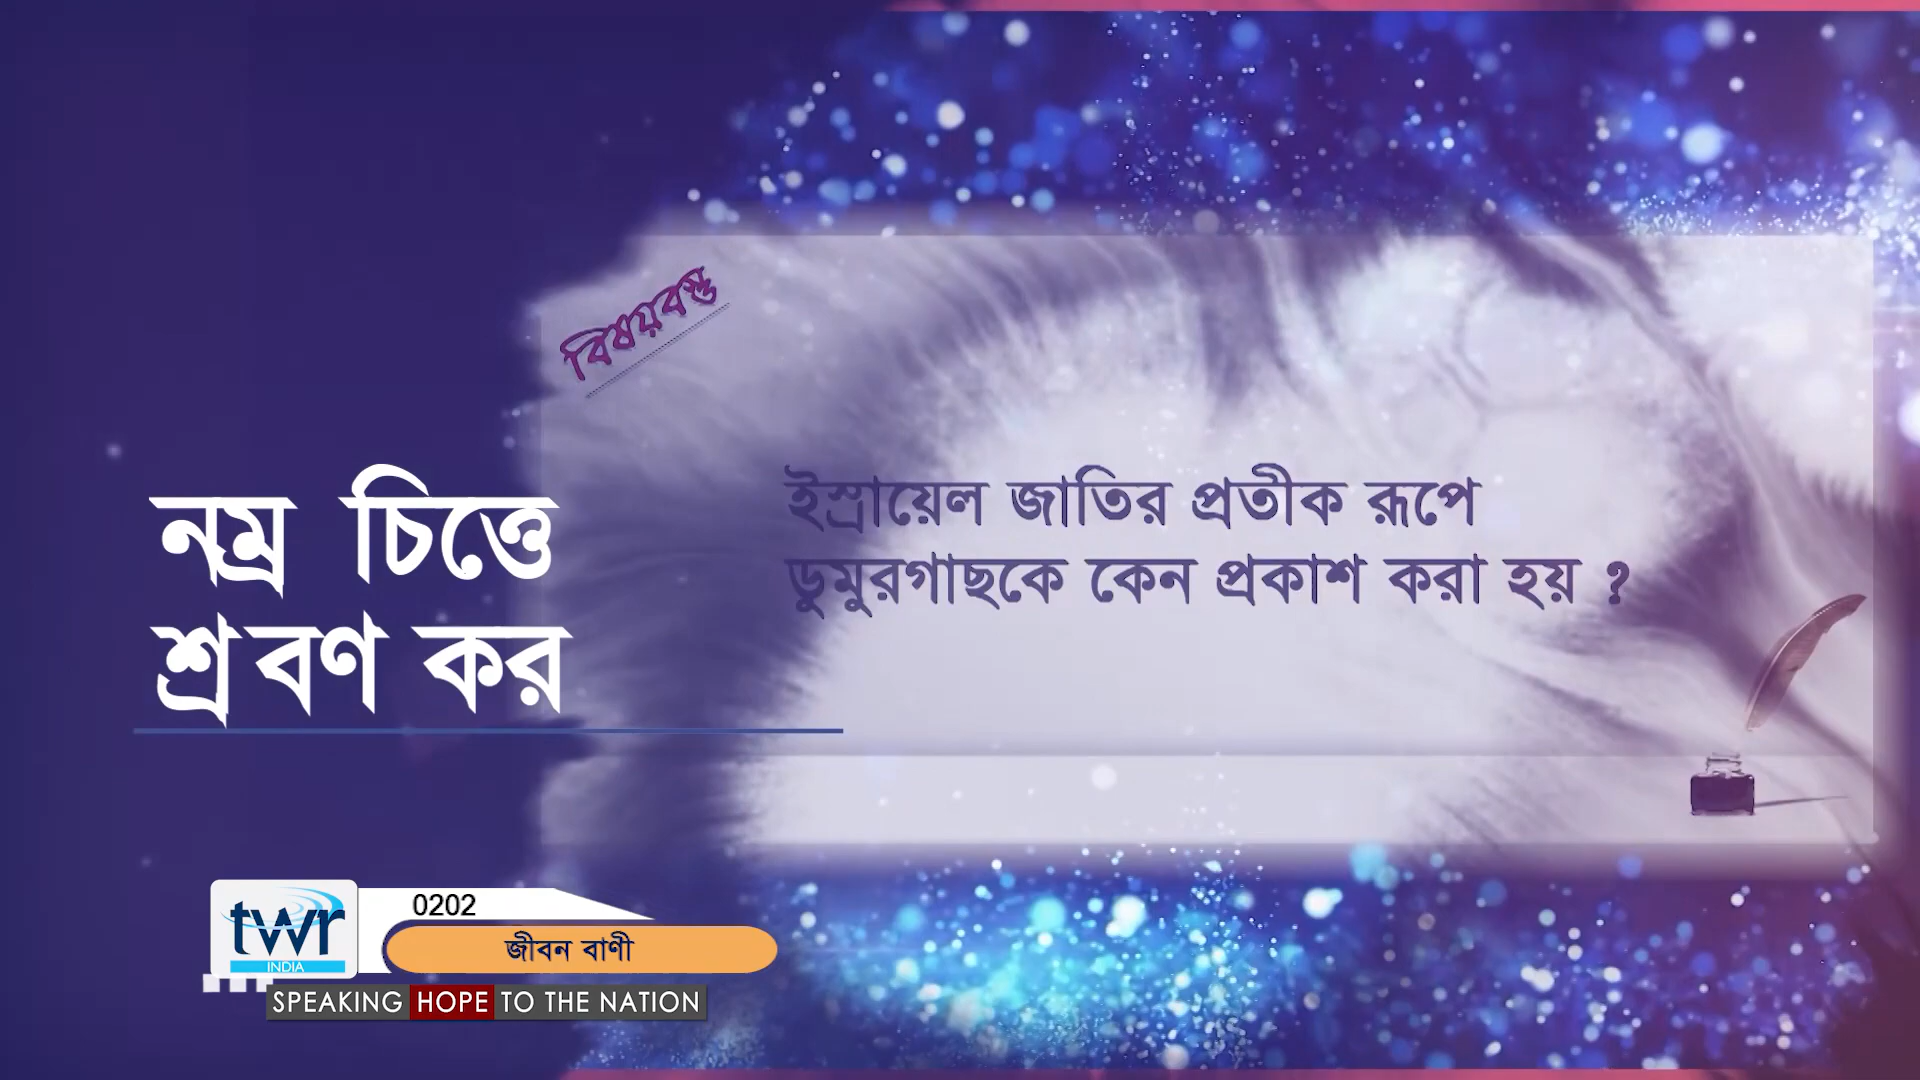 বিষয়বস্তু
নম্র চিত্তে
শ্রবণ কর
ইস্রায়েল জাতির প্রতীক রূপে
ডুমুরগাছকে কেন প্রকাশ করা হয় ?
twr
INDIA
0202
জীবন বাণী
SPEAKING HOPE TO THE NATION